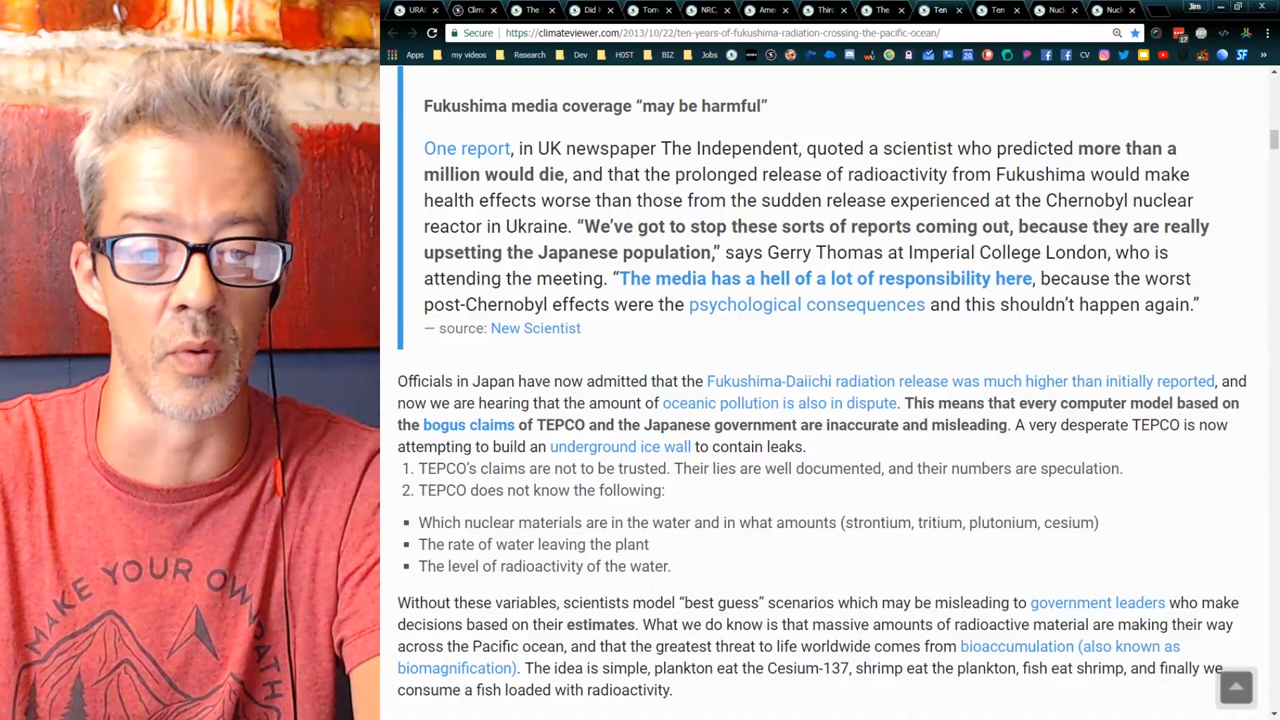 URAI
Clim
The
Did
Torn
NRC,
Ame
Thir
The
Ten
Ten
Nucl
Nucl
Jim
Secure
https://climateviewer.com/2013/10/22/ten-years-of-fukushima-radiation-crossing-the-pacific-ocean/
Apps
my videos
Research
Dev
H0ST
BIZ
Jobs
CV
SF
Fukushima media coverage “may be harmful”
One report, in UK newspaper The Independent, quoted a scientist who predicted more than a
million would die, and that the prolonged release of radioactivity from Fukushima would make
health effects worse than those from the sudden release experienced at the Chernobyl nuclear
reactor in Ukraine. “We’ve got to stop these sorts of reports coming out, because they are really
upsetting the Japanese population,” says Gerry Thomas at Imperial College London, who is
attending the meeting. “The media has a hell of a lot of responsibility here, because the worst
post-Chernobyl effects were the psychological consequences and this shouldn’t happen again.”
— source: New Scientist
Officials in Japan have now admitted that the Fukushima-Daiichi radiation release was much higher than initially reported, and
now we are hearing that the amount of oceanic pollution is also in dispute. This means that every computer model based on
the bogus claims of TEPCO and the Japanese government are inaccurate and misleading. A very desperate TEPCO is now
attempting to build an underground ice wall to contain leaks.
1. TEPCO’s claims are not to be trusted. Their lies are well documented, and their numbers are speculation.
2. TEPCO does not know the following:
▪ Which nuclear materials are in the water and in what amounts (strontium, tritium, plutonium, cesium)
▪ The rate of water leaving the plant
▪ The level of radioactivity of the water.
Without these variables, scientists model “best guess” scenarios which may be misleading to government leaders who make
decisions based on their estimates. What we do know is that massive amounts of radioactive material are making their way
across the Pacific ocean, and that the greatest threat to life worldwide comes from bioaccumulation (also known as
biomagnification). The idea is simple, plankton eat the Cesium-137, shrimp eat the plankton, fish eat shrimp, and finally we
consume a fish loaded with radioactivity.
MAKE YOUR OWN PATH